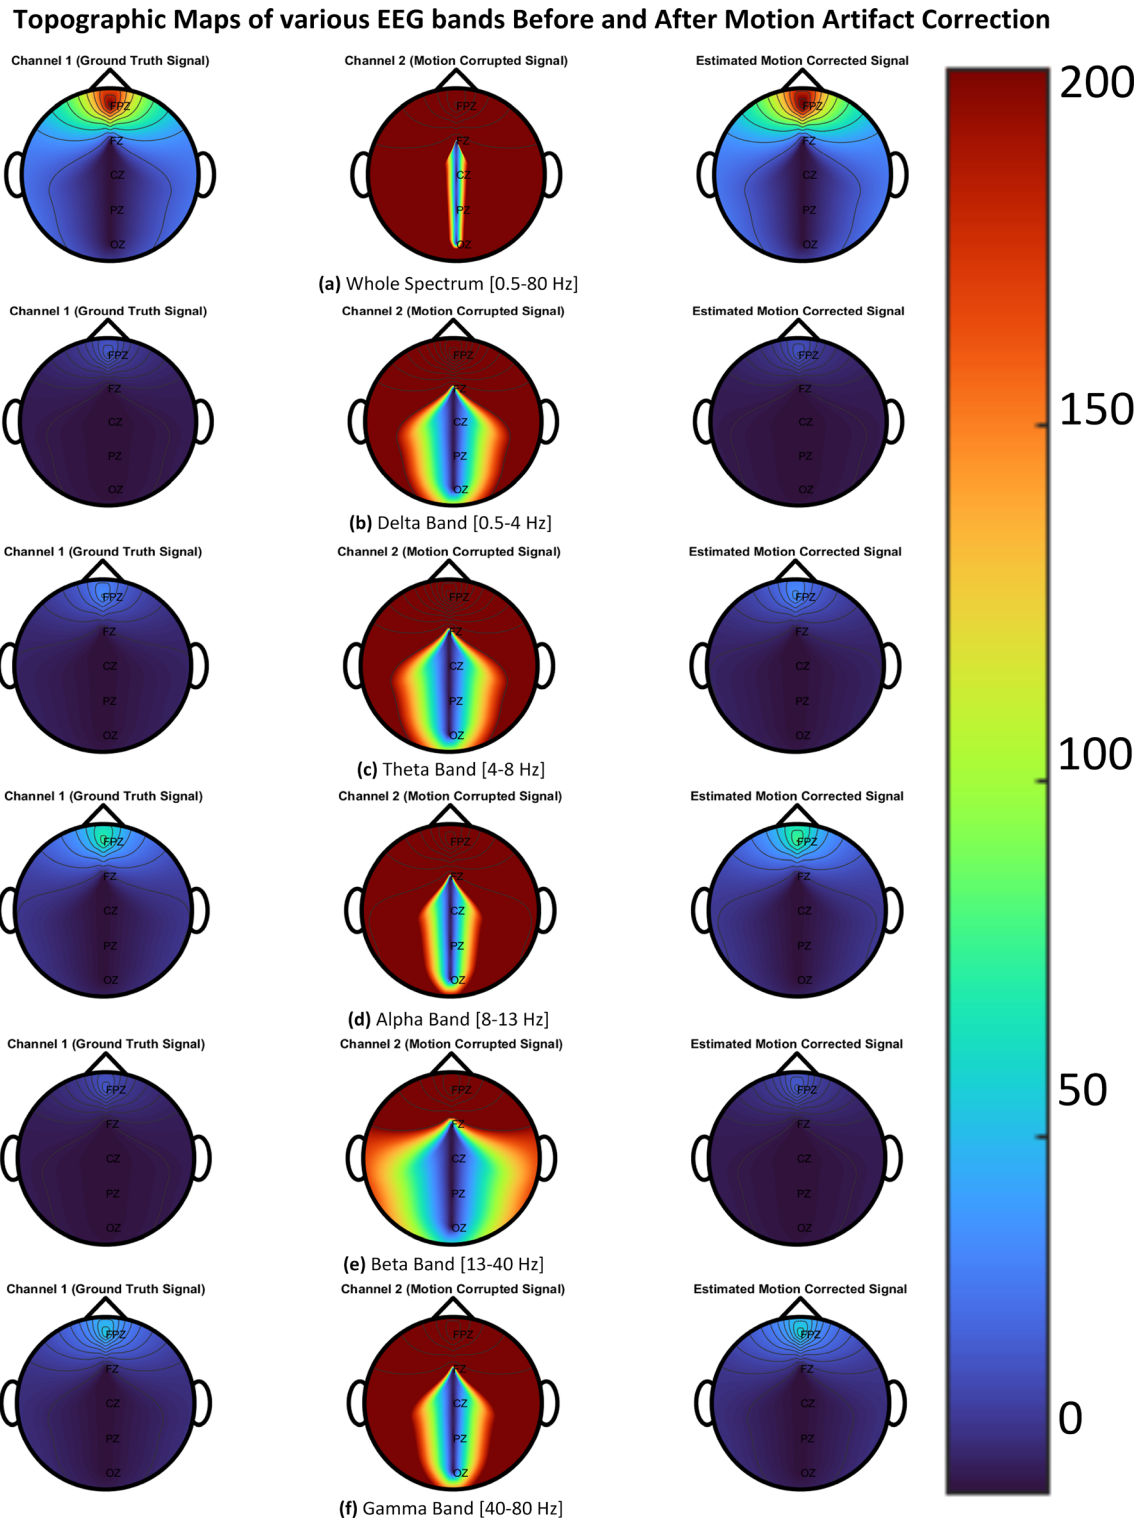 Topographic Maps of various EEG bands Before and After Motion Artifact Correction
Channel 1 (Ground Truth Signal)
Channel 2 (Motion Corrupted Signal)
Estimated Motion Corrected Signal
FPZ
FZ
CZ
PZ
OZ
FPZ
FZ
CZ
PZ
OZ
FPZ
FZ
CZ
PZ
OZ
(a) Whole Spectrum [0.5-80 Hz]
Channel 1 (Ground Truth Signal)
Channel 2 (Motion Corrupted Signal)
Estimated Motion Corrected Signal
FPZ
FZ
CZ
PZ
OZ
FPZ
FZ
CZ
PZ
OZ
FPZ
FZ
CZ
PZ
OZ
(b) Delta Band [0.5-4 Hz]
Channel 1 (Ground Truth Signal)
Channel 2 (Motion Corrupted Signal)
Estimated Motion Corrected Signal
FPZ
FZ
CZ
PZ
OZ
FPZ
FZ
CZ
PZ
OZ
FPZ
FZ
CZ
PZ
OZ
(c) Theta Band [4-8 Hz]
Channel 1 (Ground Truth Signal)
Channel 2 (Motion Corrupted Signal)
Estimated Motion Corrected Signal
FPZ
FZ
CZ
PZ
OZ
FPZ
FZ
CZ
PZ
OZ
FPZ
FZ
CZ
PZ
OZ
(d) Alpha Band [8-13 Hz]
Channel 1 (Ground Truth Signal)
Channel 2 (Motion Corrupted Signal)
Estimated Motion Corrected Signal
FPZ
FZ
CZ
PZ
OZ
FPZ
FZ
CZ
PZ
OZ
FPZ
FZ
CZ
PZ
OZ
(e) Beta Band [13-40 Hz]
Channel 1 (Ground Truth Signal)
Channel 2 (Motion Corrupted Signal)
Estimated Motion Corrected Signal
FPZ
FZ
CZ
PZ
OZ
FPZ
FZ
CZ
PZ
OZ
FPZ
FZ
CZ
PZ
OZ
(f) Gamma Band [40-80 Hz]
200
150
100
50
0